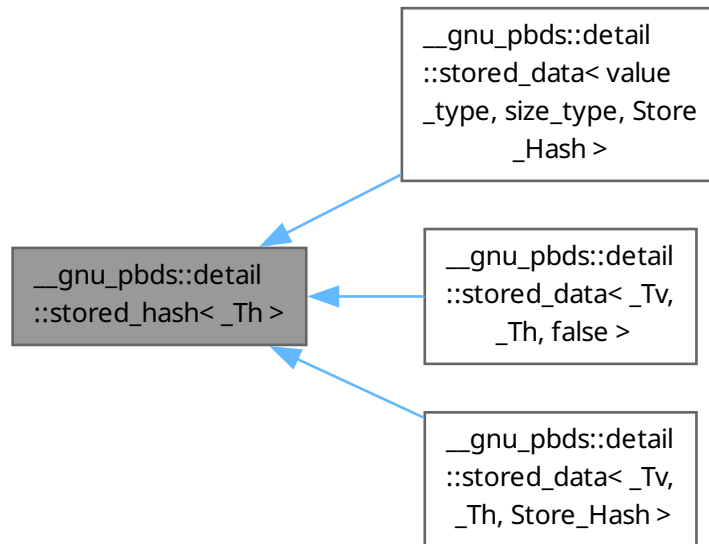 __gnu_pbds::detail
::stored_data< value
_type, size_type, Store
_Hash >
__gnu_pbds::detail
::stored_hash< _Th >
__gnu_pbds::detail
::stored_data< _Tv,
_Th, false >
__gnu_pbds::detail
::stored_data< _Tv,
_Th, Store_Hash >